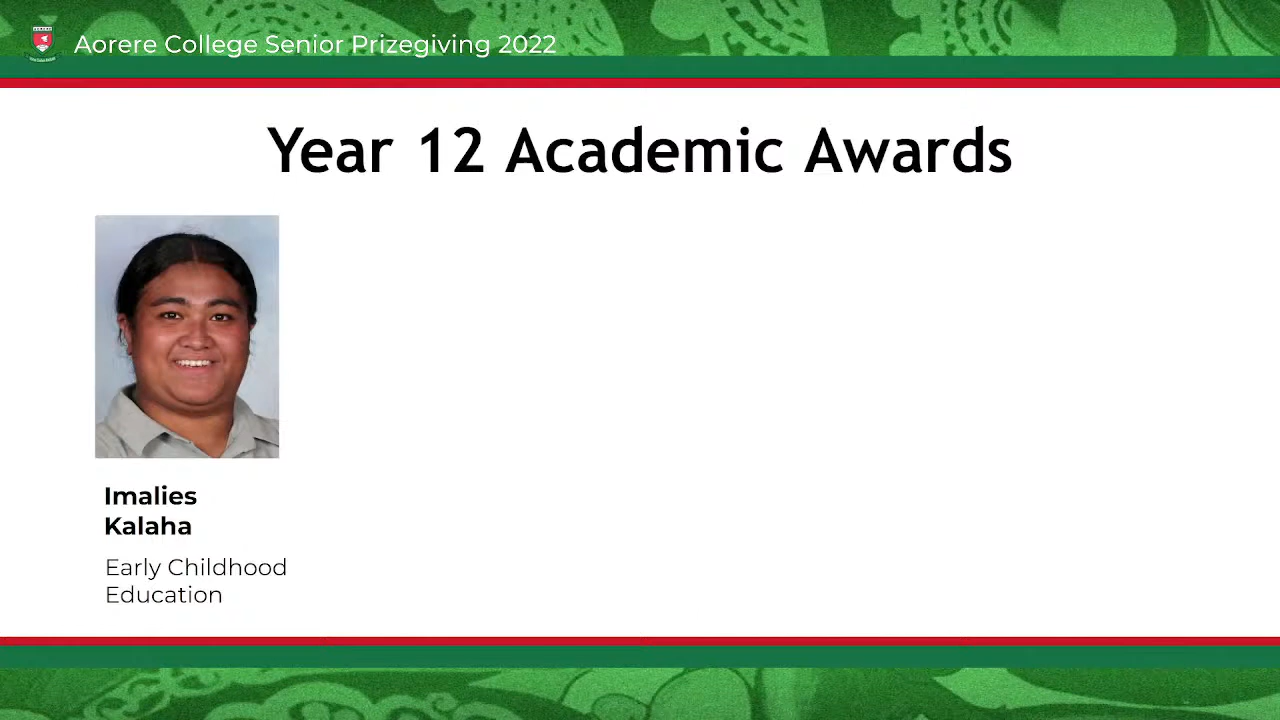 Aorere College Senior Prizegiving 2022
Year 12 Academic Awards
Imalies
Kalaha
Early Childhood
Education